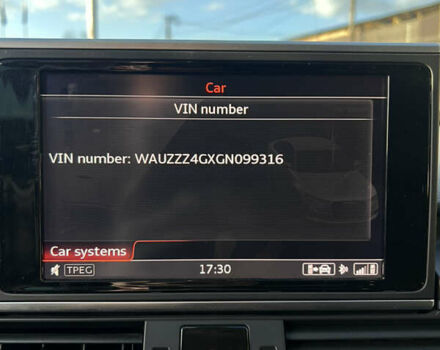 Car
VIN number
VIN number: WAUZZZ4GXGN099316
Car systems
TPEG 17:30